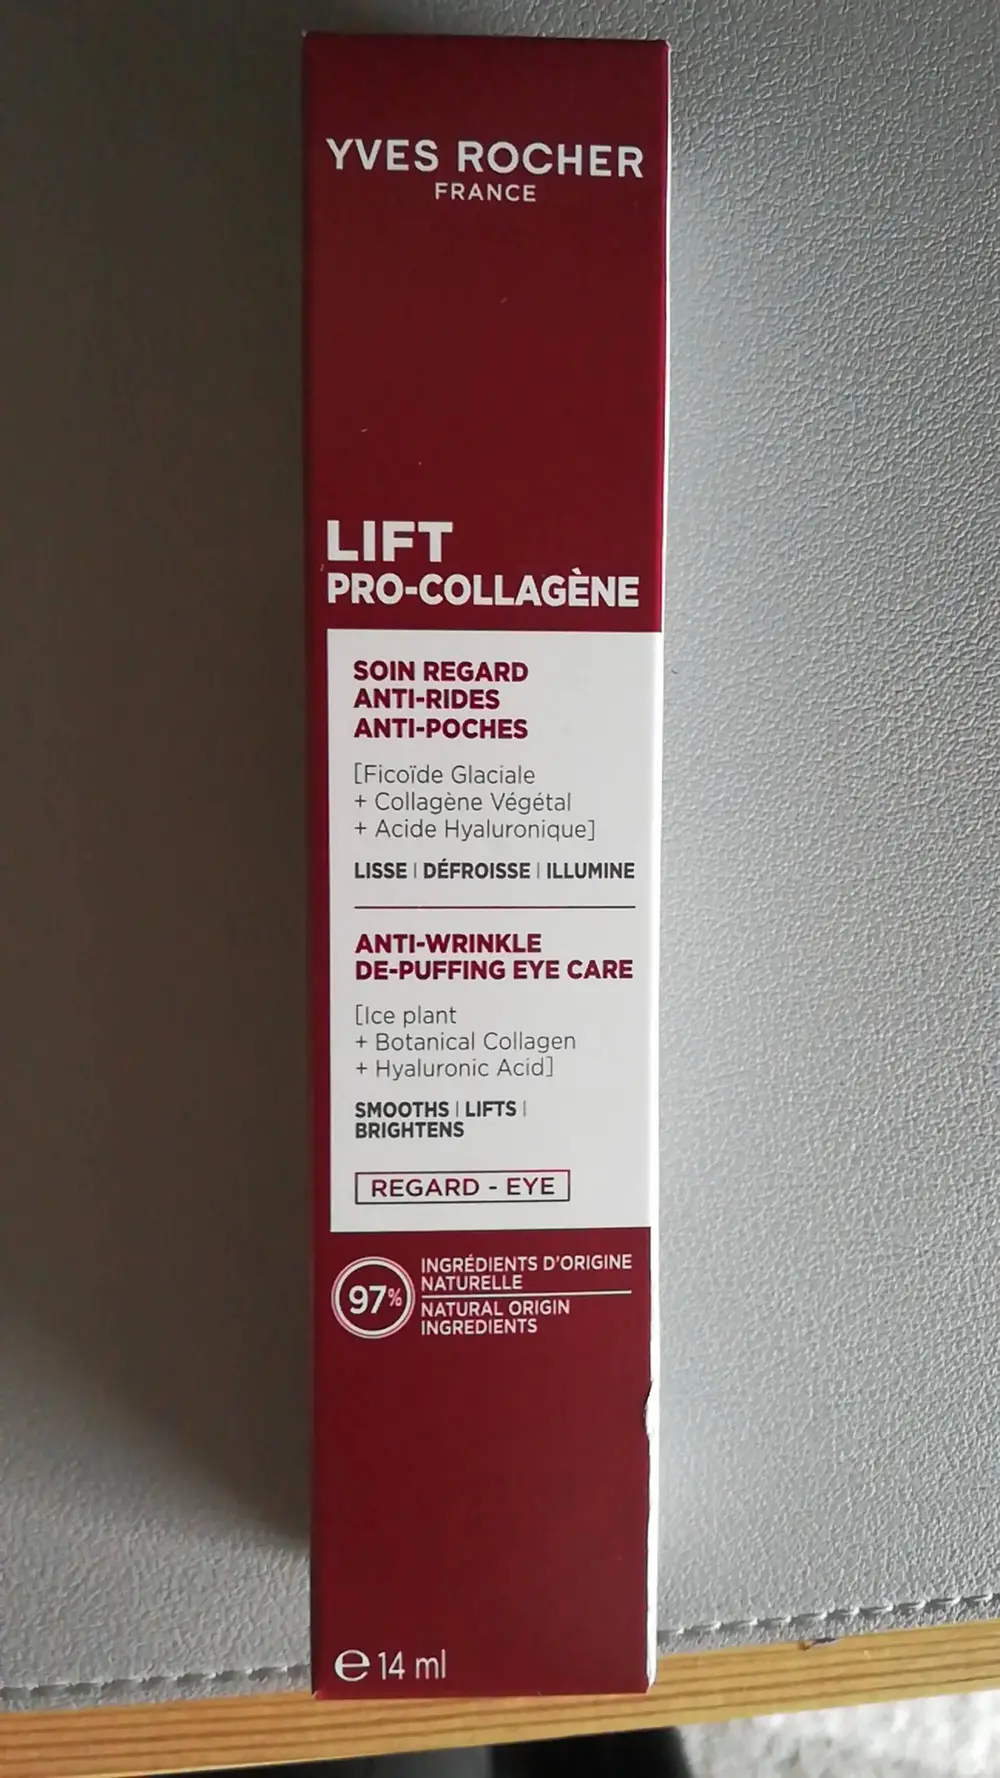 YVES ROCHER
FRANCE
LIFT
PRO-COLLAGÈNE
SOIN REGARD
ANTI-RIDES
ANTI-POCHES
[Ficoïde Glaciale
+ Collagène Végétal
+ Acide Hyaluronique]
LISSE | DÉFROISSE | ILLUMINE
ANTI-WRINKLE
DE-PUFFING EYE CARE
[Ice plant
+ Botanical Collagen
+ Hyaluronic Acid]
SMOOTHS | LIFTS |
BRIGHTENS
REGARD - EYE
97%
INGRÉDIENTS D'ORIGINE
NATURELLE
NATURAL ORIGIN
INGREDIENTS
℮ 14 ml